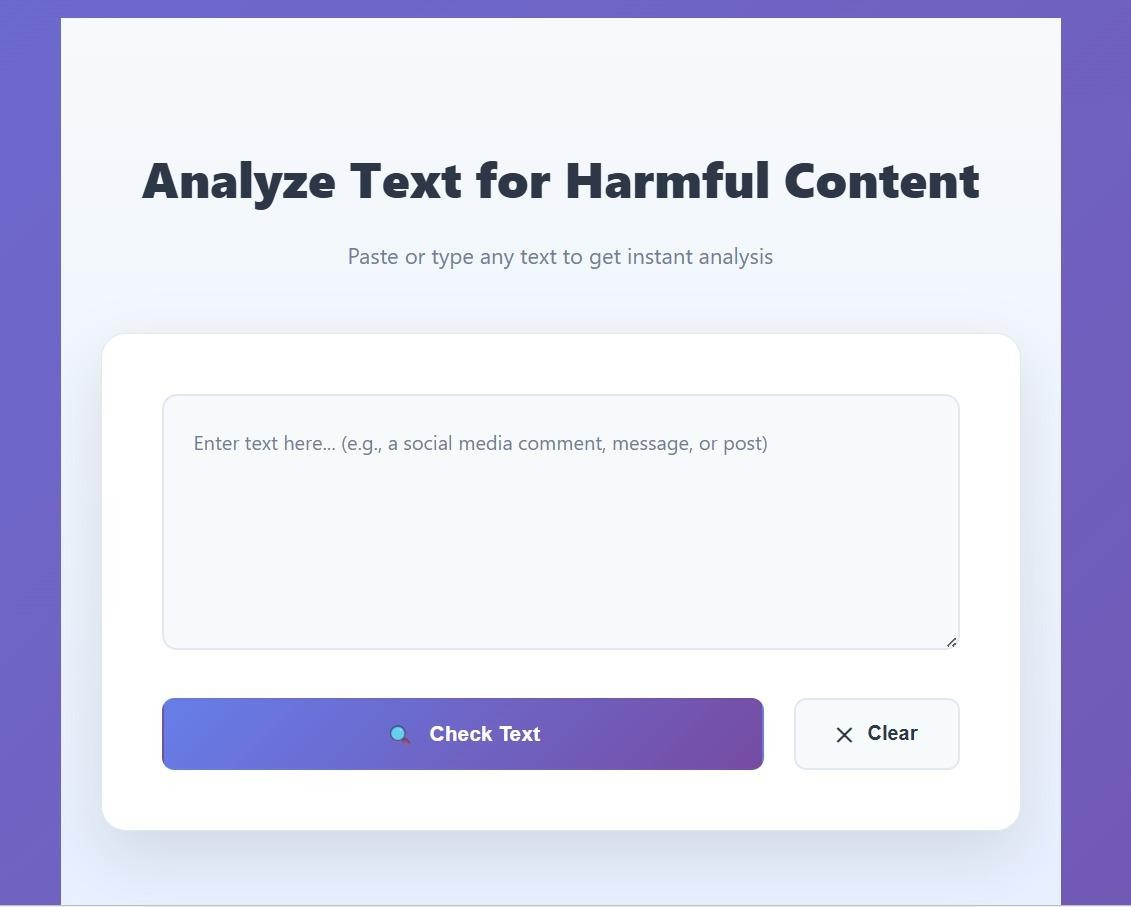 Analyze Text for Harmful Content
Paste or type any text to get instant analysis
Enter text here... (e.g., a social media comment, message, or post)
Check Text
Clear